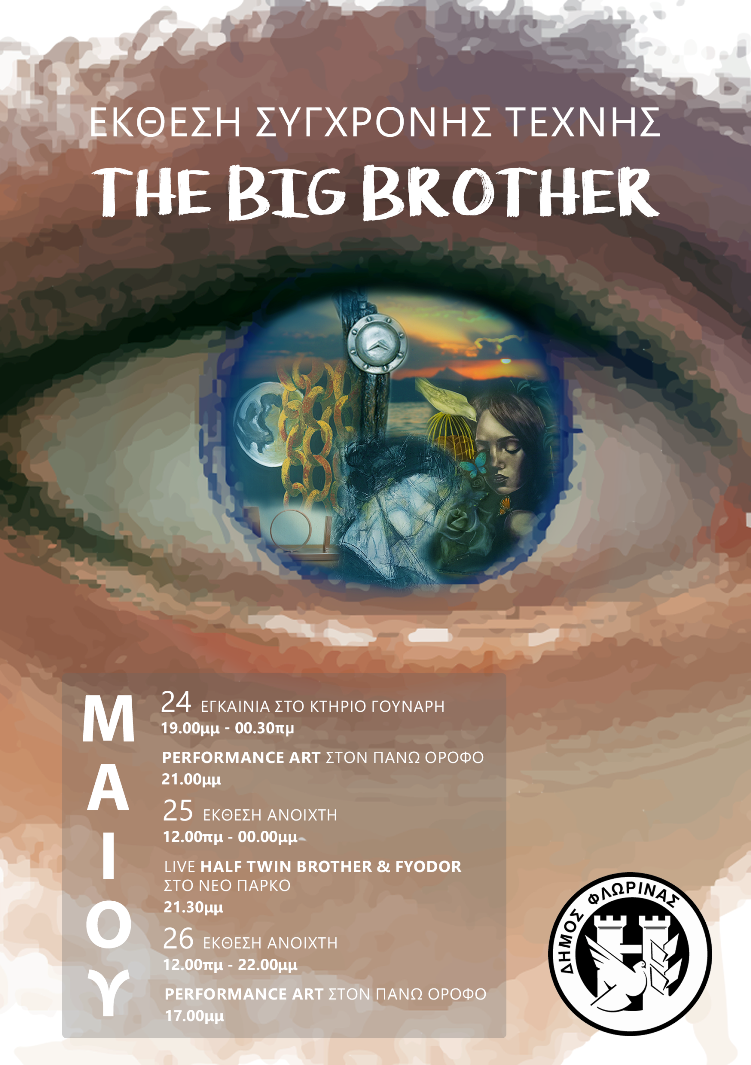 ΕΚΘΕΣΗ ΣΥΓΧΡΟΝΗΣ ΤΕΧΝΗΣ
THE BIG BROTHER
ΜΑΙΟΥ
24 ΕΓΚΑΙΝΙΑ ΣΤΟ ΚΤΗΡΙΟ ΓΟΥΝΑΡΗ
19.00μμ - 00.30πμ
PERFORMANCE ART ΣΤΟΝ ΠΑΝΩ ΟΡΟΦΟ
21.00μμ
25 ΕΚΘΕΣΗ ΑΝΟΙΧΤΗ
12.00πμ - 00.00μμ
LIVE HALF TWIN BROTHER & FYODOR
ΣΤΟ ΝΕΟ ΠΑΡΚΟ
21.30μμ
26 ΕΚΘΕΣΗ ΑΝΟΙΧΤΗ
12.00πμ - 22.00μμ
PERFORMANCE ART ΣΤΟΝ ΠΑΝΩ ΟΡΟΦΟ
17.00μμ
ΔΗΜΟΣ ΦΛΩΡΙΝΑΣ